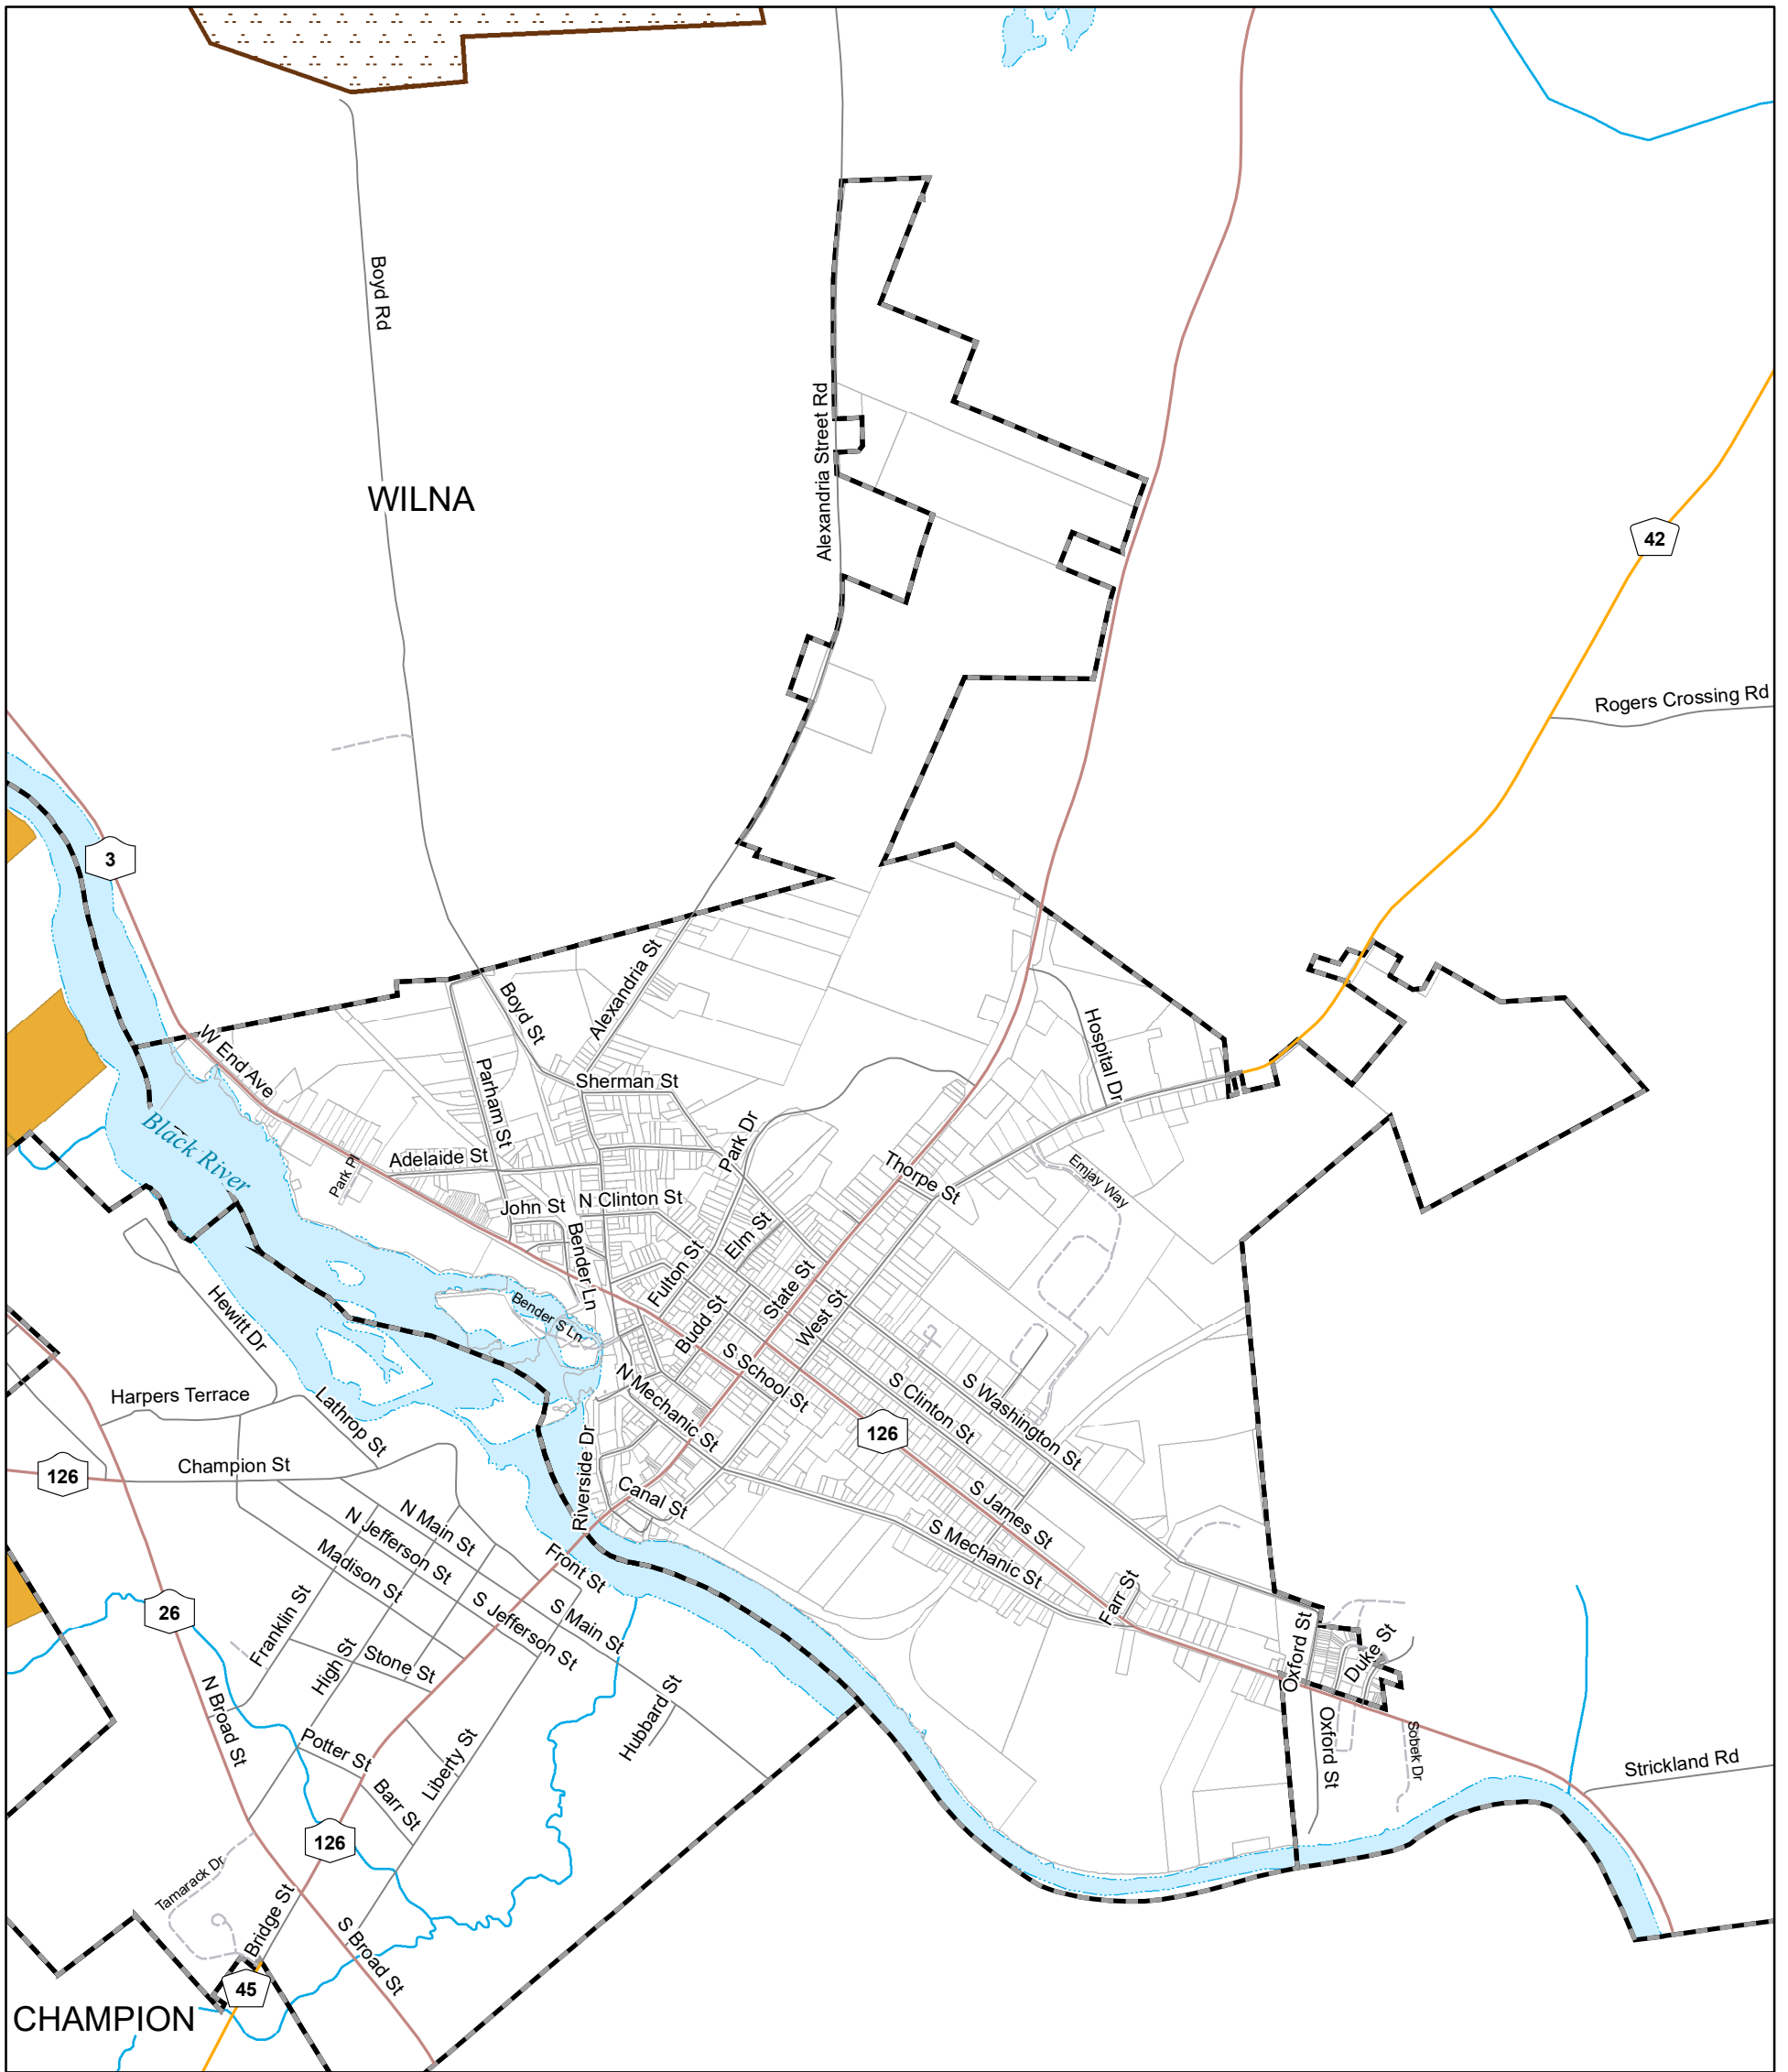 Boyd Rd
Alexandria Street Rd
WILNA
42
Rogers Crossing Rd
3
W End Ave
Boyd St
Alexandria St
Hospital Dr
Sherman St
Parham St
Black River
Park Dr
Adelaide St
Park Pl
Thorpe St
Emjay Way
John St
N Clinton St
Elm St
Bender Ln
Fulton St
State St
Hewitt Dr
Bender S Ln
Budd St
West St
S School St
N Mechanic St
Harpers Terrace
Lathrop St
S Clinton St
S Washington St
126
Champion St
126
Riverside Dr
Canal St
N Main St
N Jefferson St
Madison St
S James St
S Mechanic St
Front St
26
Franklin St
S Main St
S Jefferson St
Farr St
High St
Stone St
Oxford St
Duke St
N Broad St
Hubbard St
Potter St
Liberty St
Barr St
Oxford St
Sobek Dr
Strickland Rd
126
Tamarack Dr
Bridge St
S Broad St
45
CHAMPION